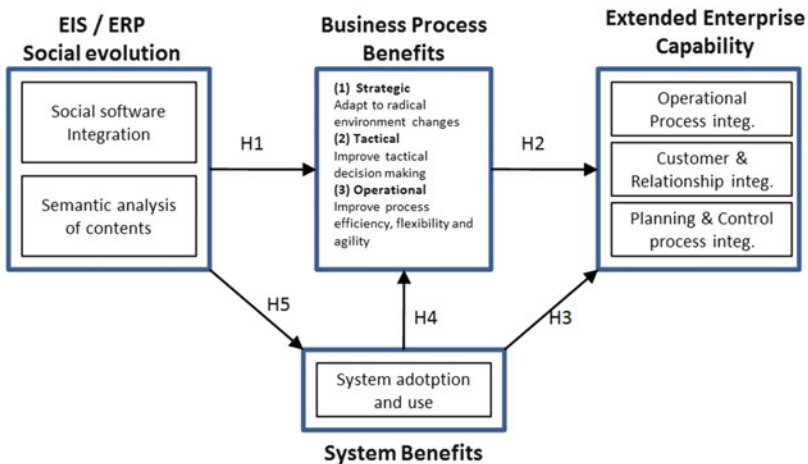 EIS / ERP
Social evolution
Social software
Integration
Semantic analysis
of contents
H1
Business Process
Benefits
(1) Strategic
Adapt to radical
environment changes
(2) Tactical
Improve tactical
decision making
(3) Operational
Improve process
efficiency, flexibility and
agility
H2
Extended Enterprise
Capability
Operational
Process integ.
Customer &
Relationship integ.
Planning & Control
process integ.
H5
H4
H3
System adotption
and use
System Benefits